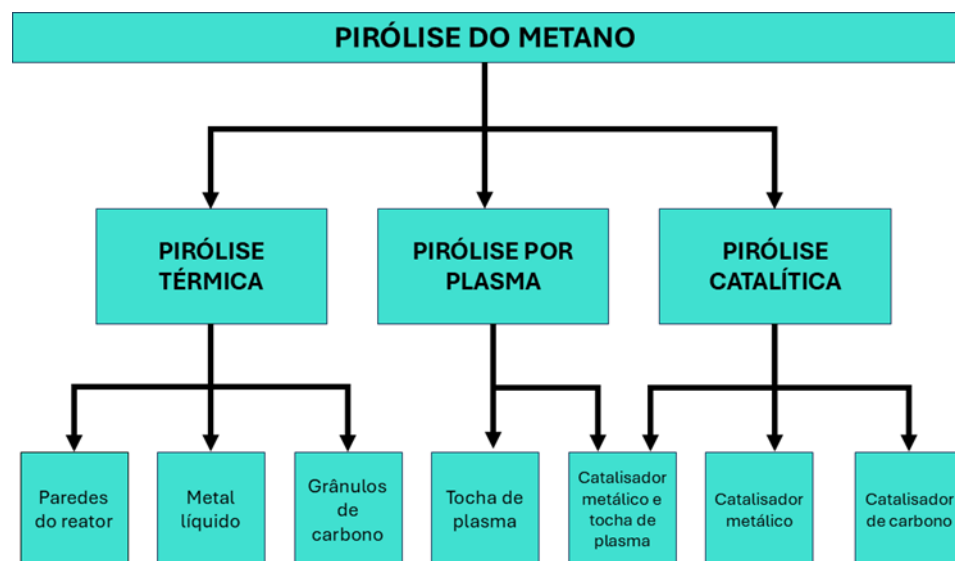 PIRÓLISE DO METANO
PIRÓLISE
TÉRMICA
PIRÓLISE POR
PLASMA
PIRÓLISE
CATALÍTICA
Paredes
do reator
Metal
líquido
Grânulos
de
carbono
Tocha de
plasma
Catalisador
metálico e
tocha de
plasma
Catalisador
metálico
Catalisador
de carbono